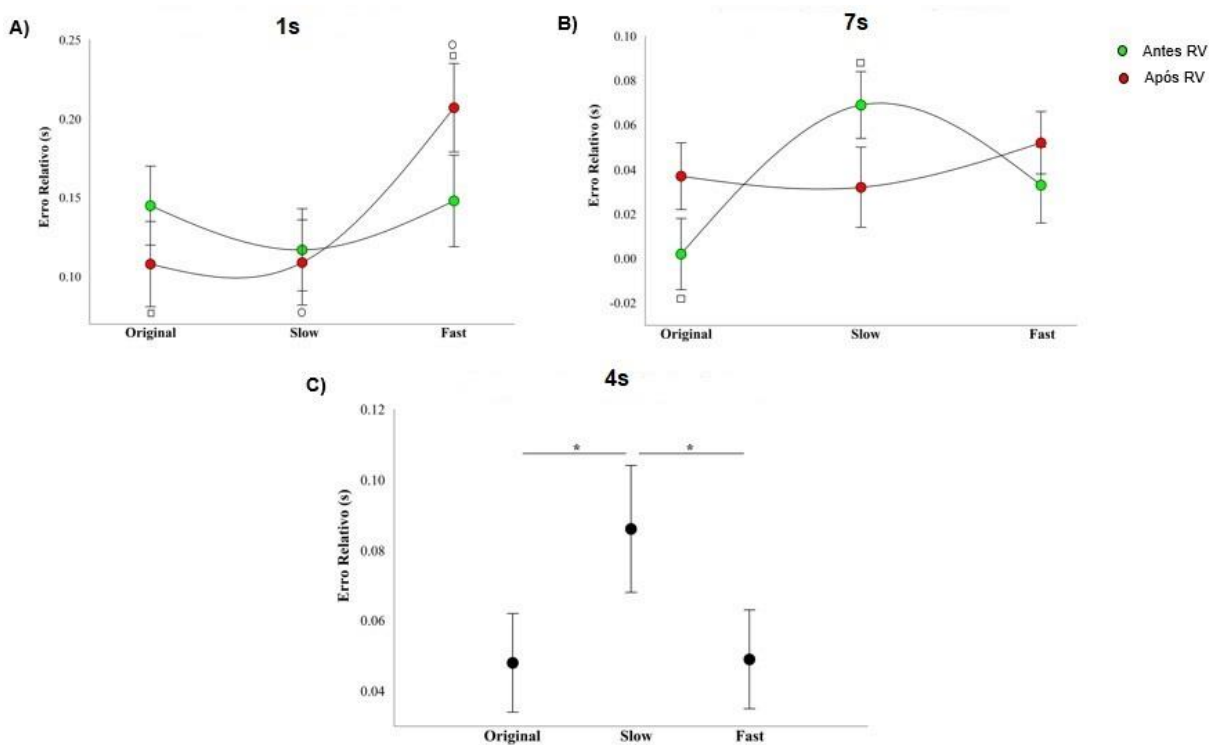 A)
1s
Erro Relativo (s)
0.25
0.20
0.15
0.10
Original Slow Fast
B)
7s
Erro Relativo (s)
0.10
0.08
0.06
0.04
0.02
0.00
-0.02
Original Slow Fast
Antes RV
Após RV
C)
4s
Erro Relativo (s)
0.12
0.10
0.08
0.06
0.04
* *
Original Slow Fast